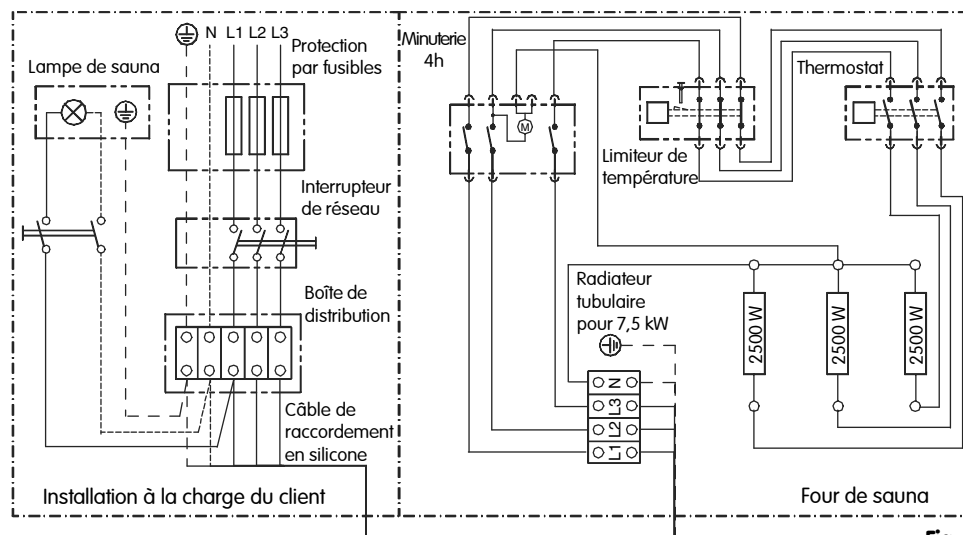 N L1 L2 L3
Protection
par fusibles
Lampe de sauna
Interrupteur
de réseau
Boîte de
distribution
Câble de
raccordement
en silicone
Installation à la charge du client
Minuterie
4h
M
Limiteur de
température
Thermostat
Radiateur
tubulaire
pour 7,5 kW
N
L3
L2
L1
2500 W
2500 W
2500 W
Four de sauna